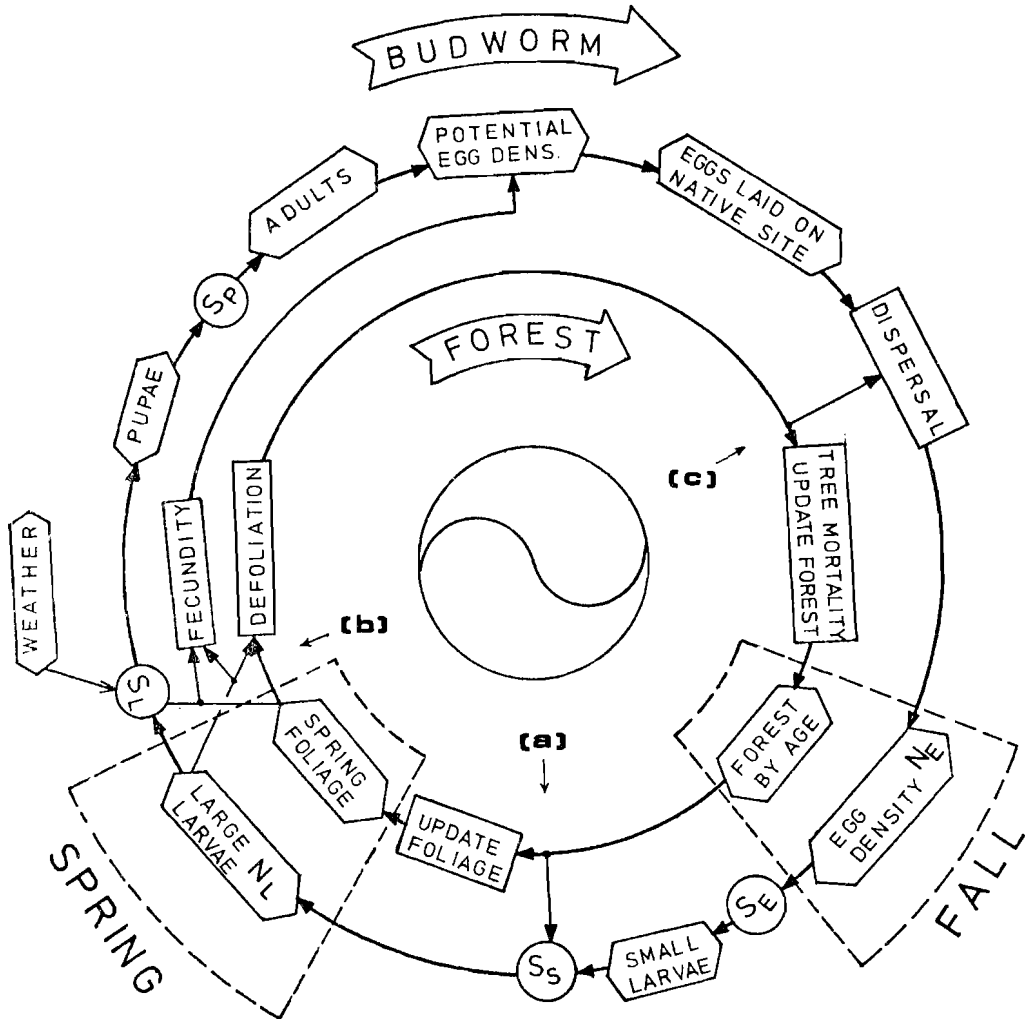 BUDWORM
POTENTIAL
EGG DENS.
EGGS LAID ON
NATIVE SITE
ADULTS
SP
DISPERSAL
FOREST
PUPAE
(c)
TREE MORTALITY
UPDATE FOREST
DEFOLIATION
FECUNDITY
WEATHER
(b)
SL
(a)
SPRING
FOLIAGE
FOREST
BY AGE
EGG
DENSITY NE
LARGE NL
LARVAE
UPDATE
FOLIAGE
SPRING
FALL
SE
SMALL
LARVAE
SS